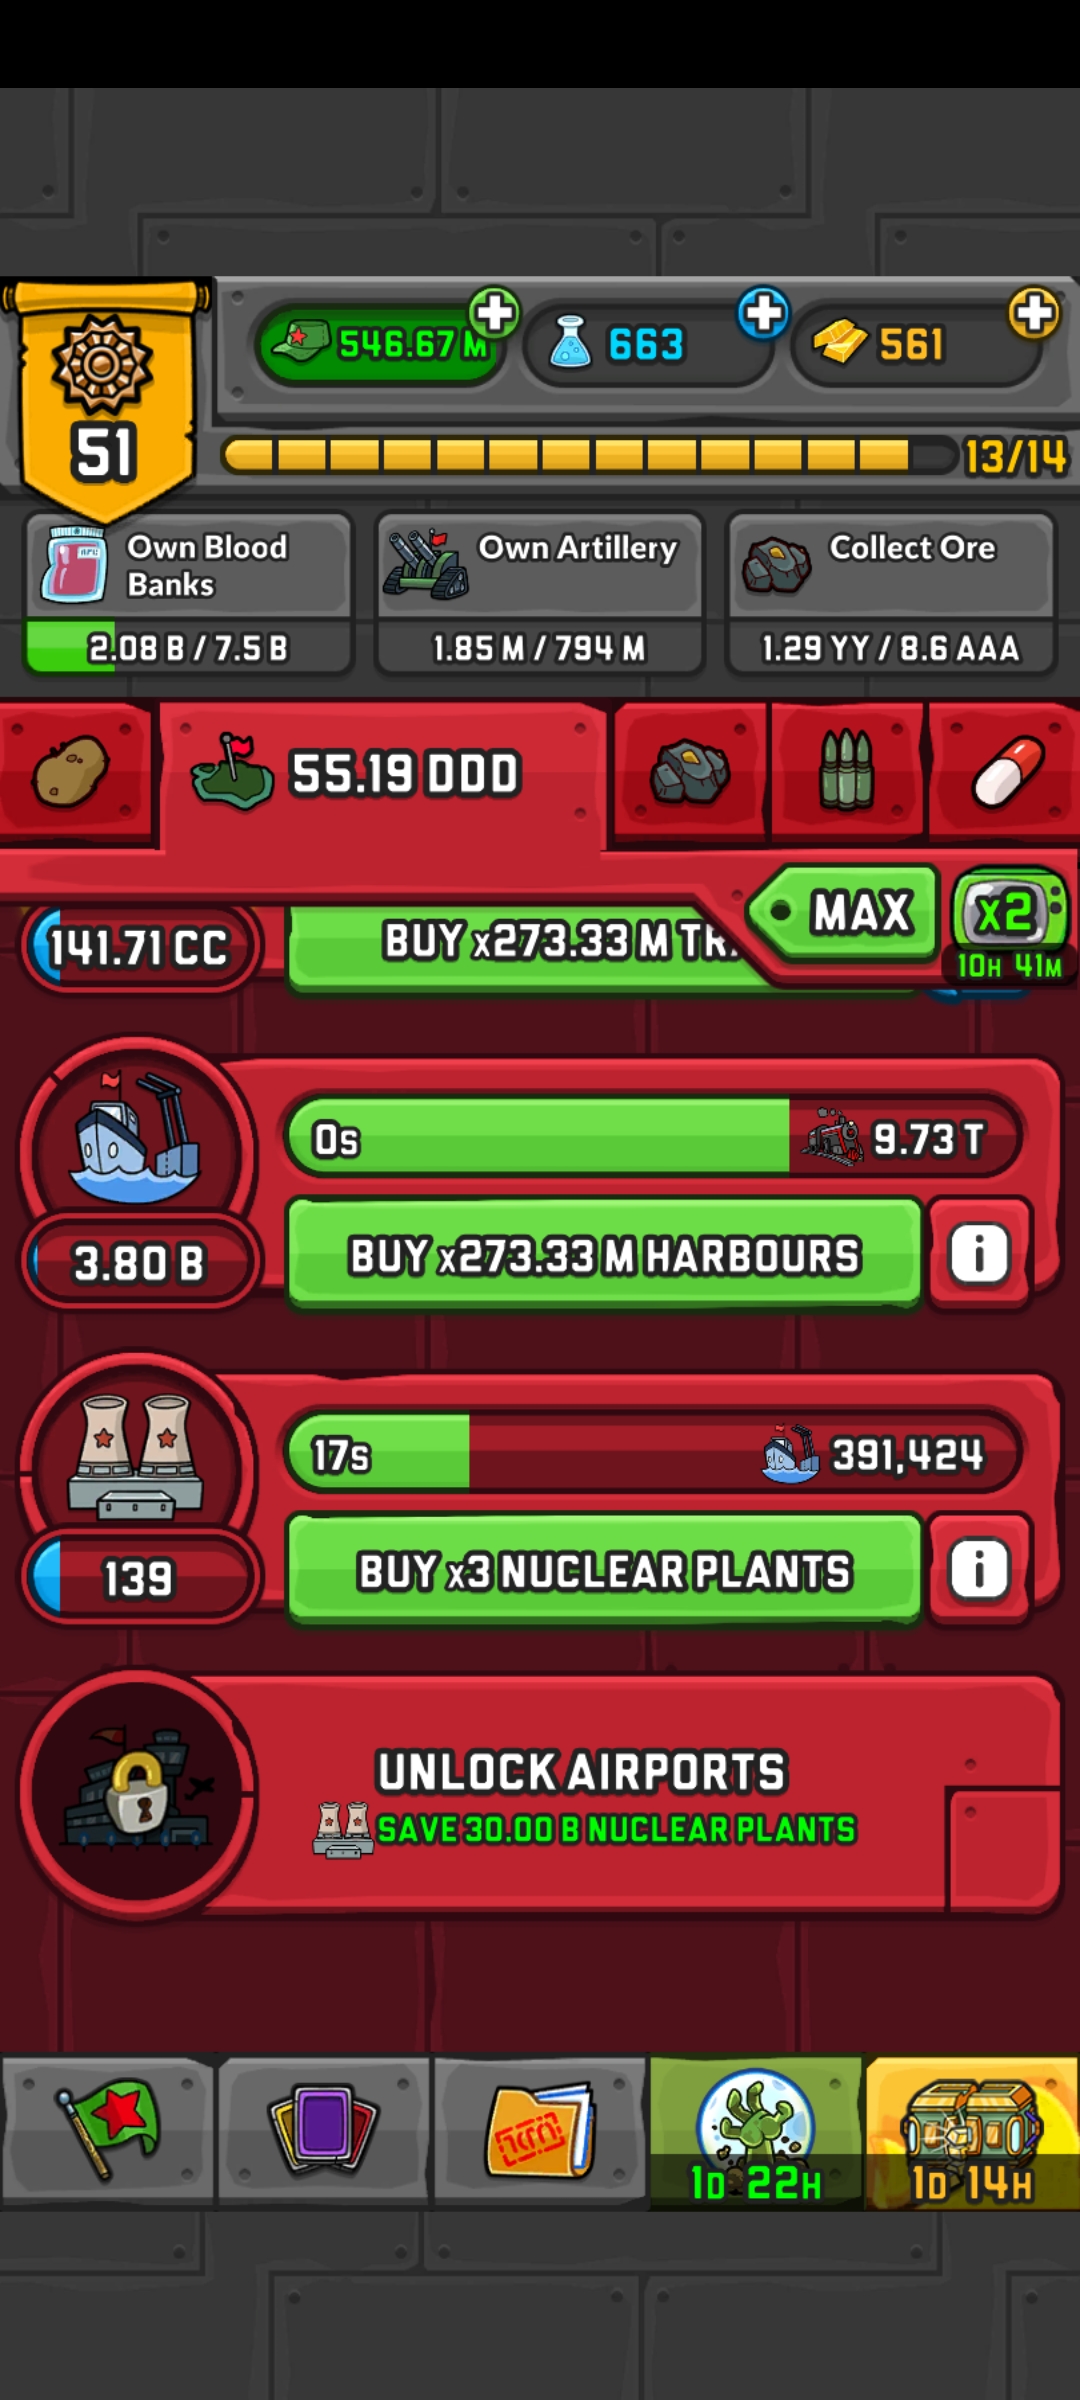 546.67 M
663
561
51
13/14
Own Blood
Banks
2.08 B / 7.5 B
Own Artillery
1.85 M / 794 M
Collect Ore
1.29 YY / 8.6 AAA
55.19 DDD
MAX
x2
10H 41M
141.71 CC
BUY x273.33 M
0s
9.73 T
3.80 B
BUY x273.33 M HARBOURS
i
17s
391,424
139
BUY x3 NUCLEAR PLANTS
i
UNLOCK AIRPORTS
SAVE 30.00 B NUCLEAR PLANTS
1D 22H
1D 14H